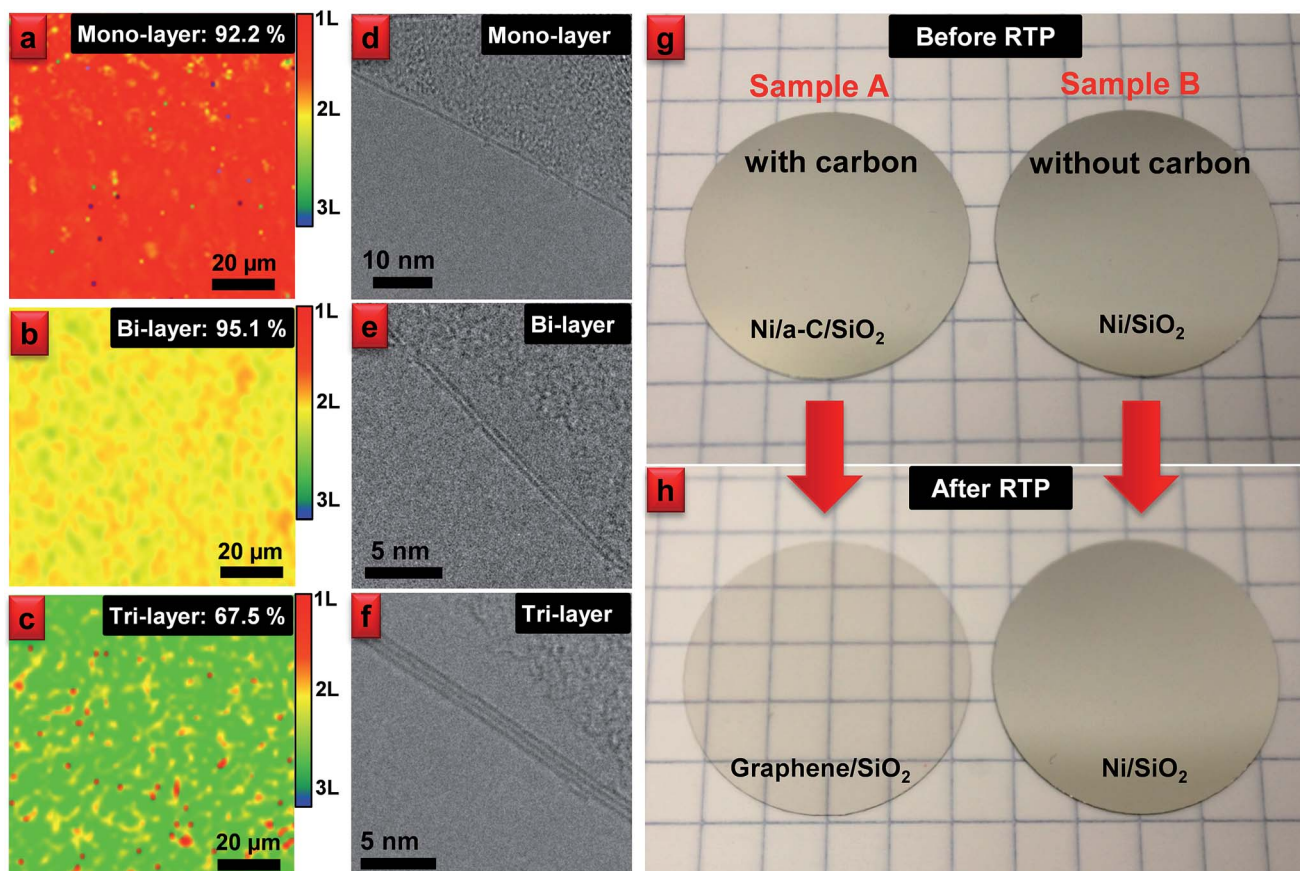 a
Mono-layer: 92.2 %
1L
2L
3L
20 µm
b
Bi-layer: 95.1 %
1L
2L
3L
20 µm
c
Tri-layer: 67.5 %
1L
2L
3L
20 µm
d
Mono-layer
10 nm
e
Bi-layer
5 nm
f
Tri-layer
5 nm
g
Before RTP
Sample A
Sample B
with carbon
without carbon
Ni/a-C/SiO₂
Ni/SiO₂
h
After RTP
Graphene/SiO₂
Ni/SiO₂